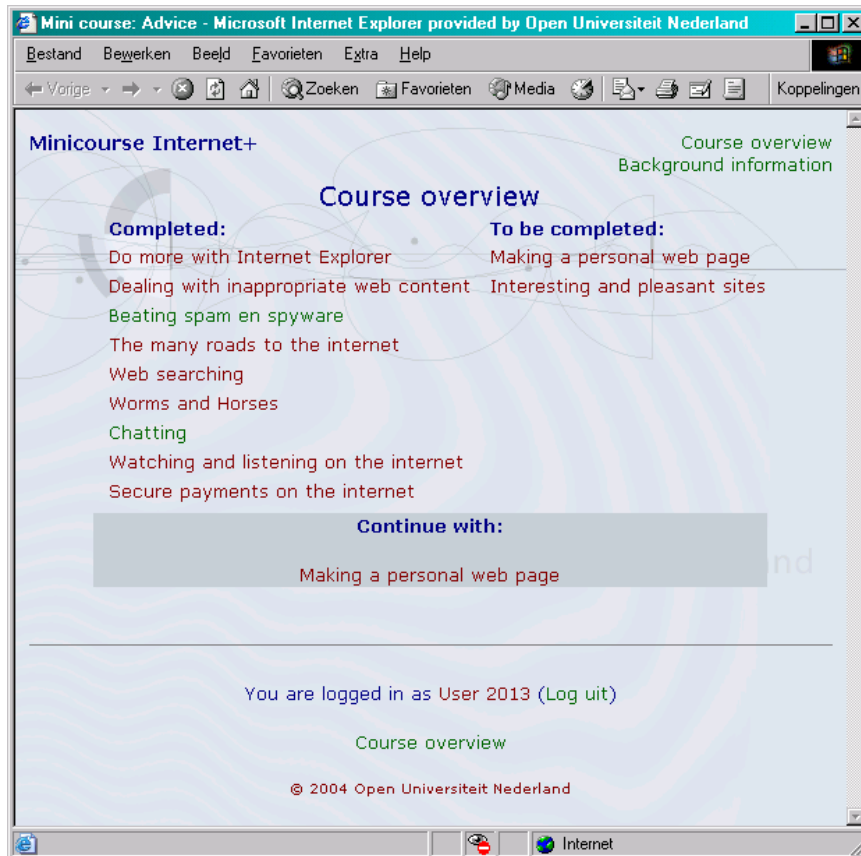 Mini course: Advice - Microsoft Internet Explorer provided by Open Universiteit Nederland
Bestand Bewerken Beeld Favorieten Extra Help
Vorige Zoeken Favorieten Media Koppelingen
Minicourse Internet+
Course overview
Background information
Course overview
Completed:
Do more with Internet Explorer
Dealing with inappropriate web content
Beating spam en spyware
The many roads to the internet
Web searching
Worms and Horses
Chatting
Watching and listening on the internet
Secure payments on the internet
To be completed:
Making a personal web page
Interesting and pleasant sites
Continue with:
Making a personal web page
nd
You are logged in as User 2013 (Log uit)
Course overview
© 2004 Open Universiteit Nederland
Internet